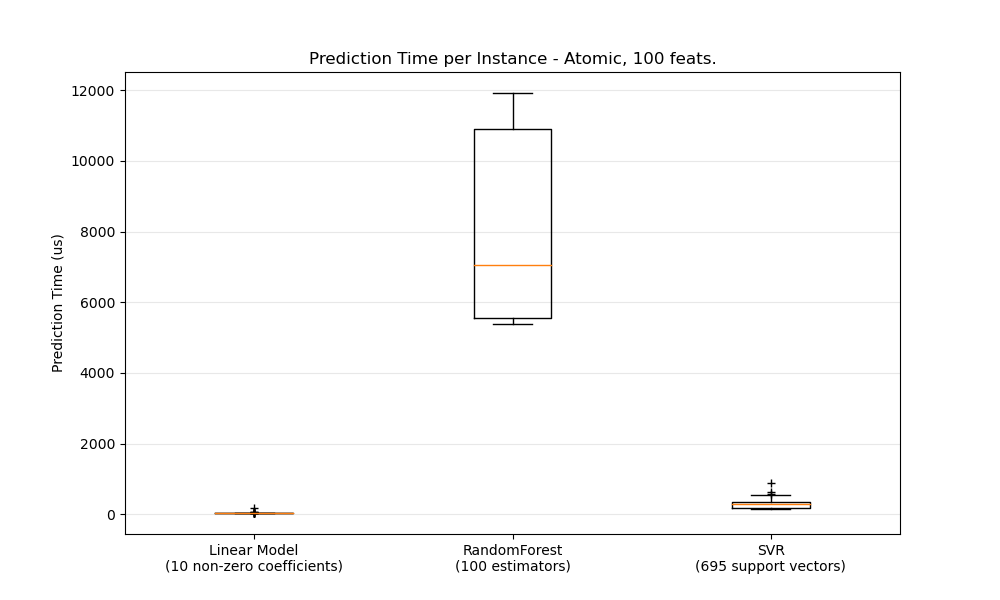 Prediction Time per Instance - Atomic, 100 feats.
Prediction Time (us)
12000
10000
8000
6000
4000
2000
0
Linear Model
(10 non-zero coefficients)
RandomForest
(100 estimators)
SVR
(695 support vectors)